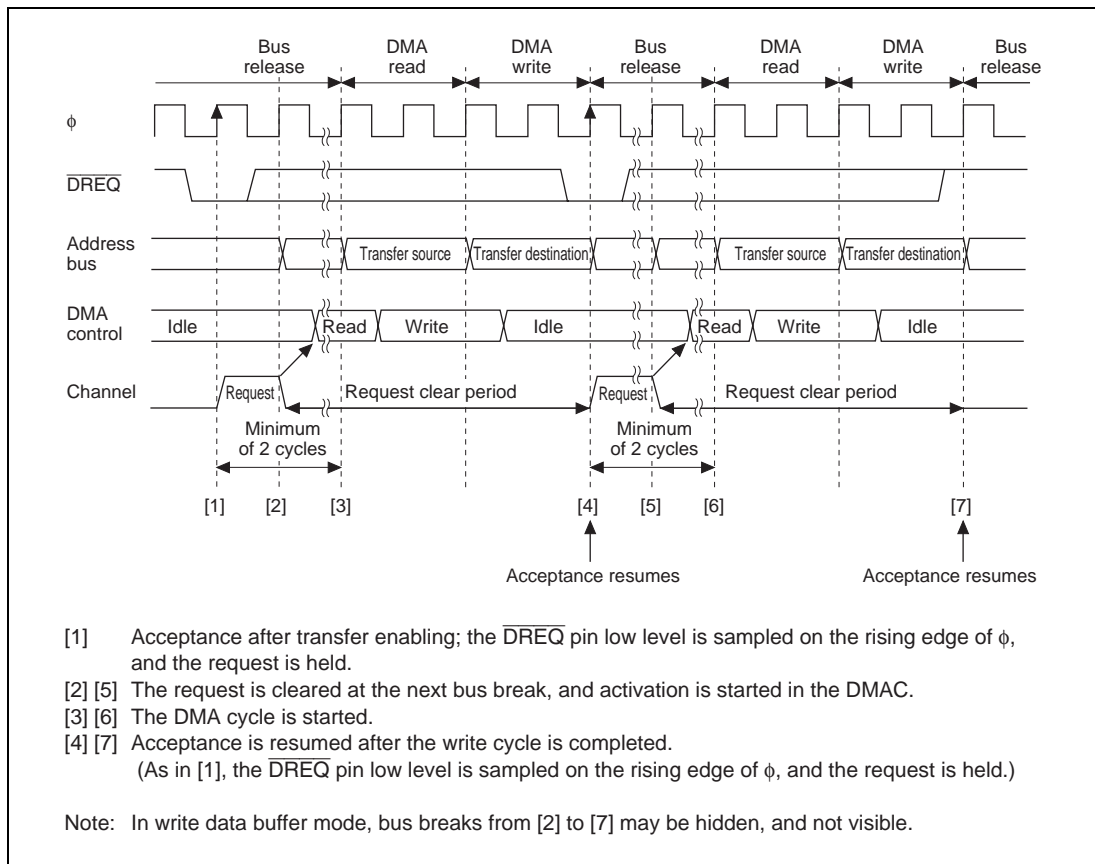 Bus release DMA read DMA write Bus release DMA read DMA write Bus release
ϕ
DREQ
Address bus Transfer source Transfer destination Transfer source Transfer destination
DMA control Idle Read Write Idle Read Write Idle
Channel Request Request clear period Request Request clear period
Minimum of 2 cycles Minimum of 2 cycles
[1] [2] [3] [4] [5] [6] [7]
Acceptance resumes Acceptance resumes
[1] Acceptance after transfer enabling; the DREQ pin low level is sampled on the rising edge of ϕ,
and the request is held.
[2] [5] The request is cleared at the next bus break, and activation is started in the DMAC.
[3] [6] The DMA cycle is started.
[4] [7] Acceptance is resumed after the write cycle is completed.
(As in [1], the DREQ pin low level is sampled on the rising edge of ϕ, and the request is held.)
Note: In write data buffer mode, bus breaks from [2] to [7] may be hidden, and not visible.